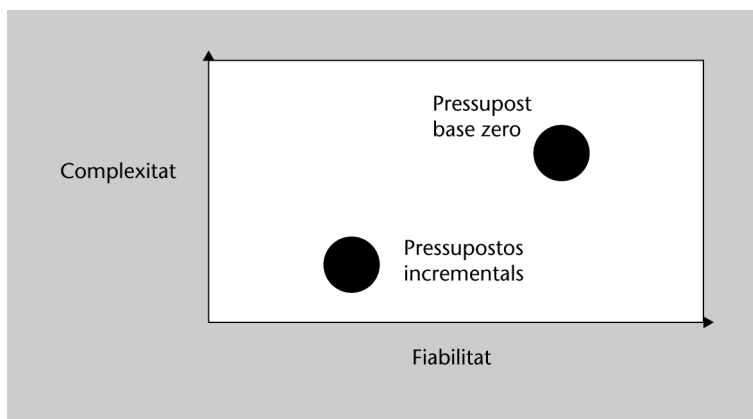 Pressupost
base zero
Complexitat
Pressupostos
incrementals
Fiabilitat